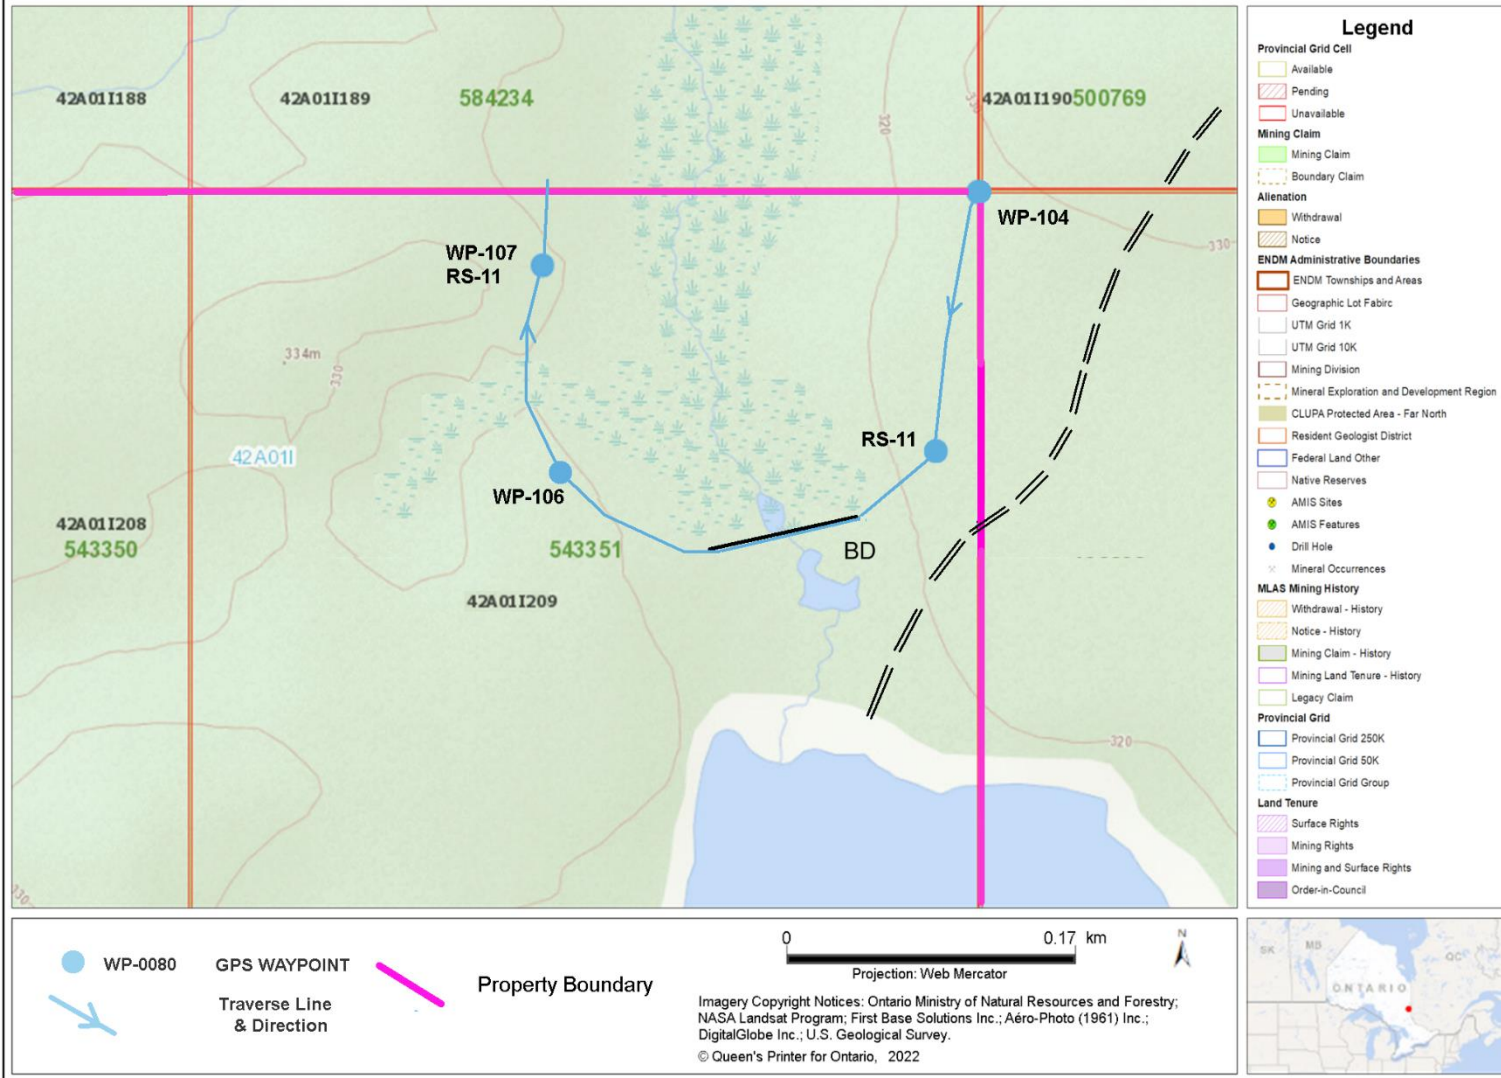 42A01I188
42A01I189
584234
42A01I190
500769
320
330
WP-104
WP-107
RS-11
334m
330
42A01I
RS-11
WP-106
42A01I208
543350
543351
BD
42A01I209
320
330
Legend
Provincial Grid Cell
Available
Pending
Unavailable
Mining Claim
Mining Claim
Boundary Claim
Alienation
Withdrawal
Notice
ENDM Administrative Boundaries
ENDM Townships and Areas
Geographic Lot Fabirc
UTM Grid 1K
UTM Grid 10K
Mining Division
Mineral Exploration and Development Region
CLUPA Protected Area - Far North
Resident Geologist District
Federal Land Other
Native Reserves
AMIS Sites
AMIS Features
Drill Hole
Mineral Occurrences
MLAS Mining History
Withdrawal - History
Notice - History
Mining Claim - History
Mining Land Tenure - History
Legacy Claim
Provincial Grid
Provincial Grid 250K
Provincial Grid 50K
Provincial Grid Group
Land Tenure
Surface Rights
Mining Rights
Mining and Surface Rights
Order-in-Council
WP-0080 GPS WAYPOINT
Traverse Line
& Direction
Property Boundary
0 0.17 km
Projection: Web Mercator
N
Imagery Copyright Notices: Ontario Ministry of Natural Resources and Forestry;
NASA Landsat Program; First Base Solutions Inc.; Aéro-Photo (1961) Inc.;
DigitalGlobe Inc.; U.S. Geological Survey.
© Queen's Printer for Ontario, 2022
SK
MB
QC
ONTARIO